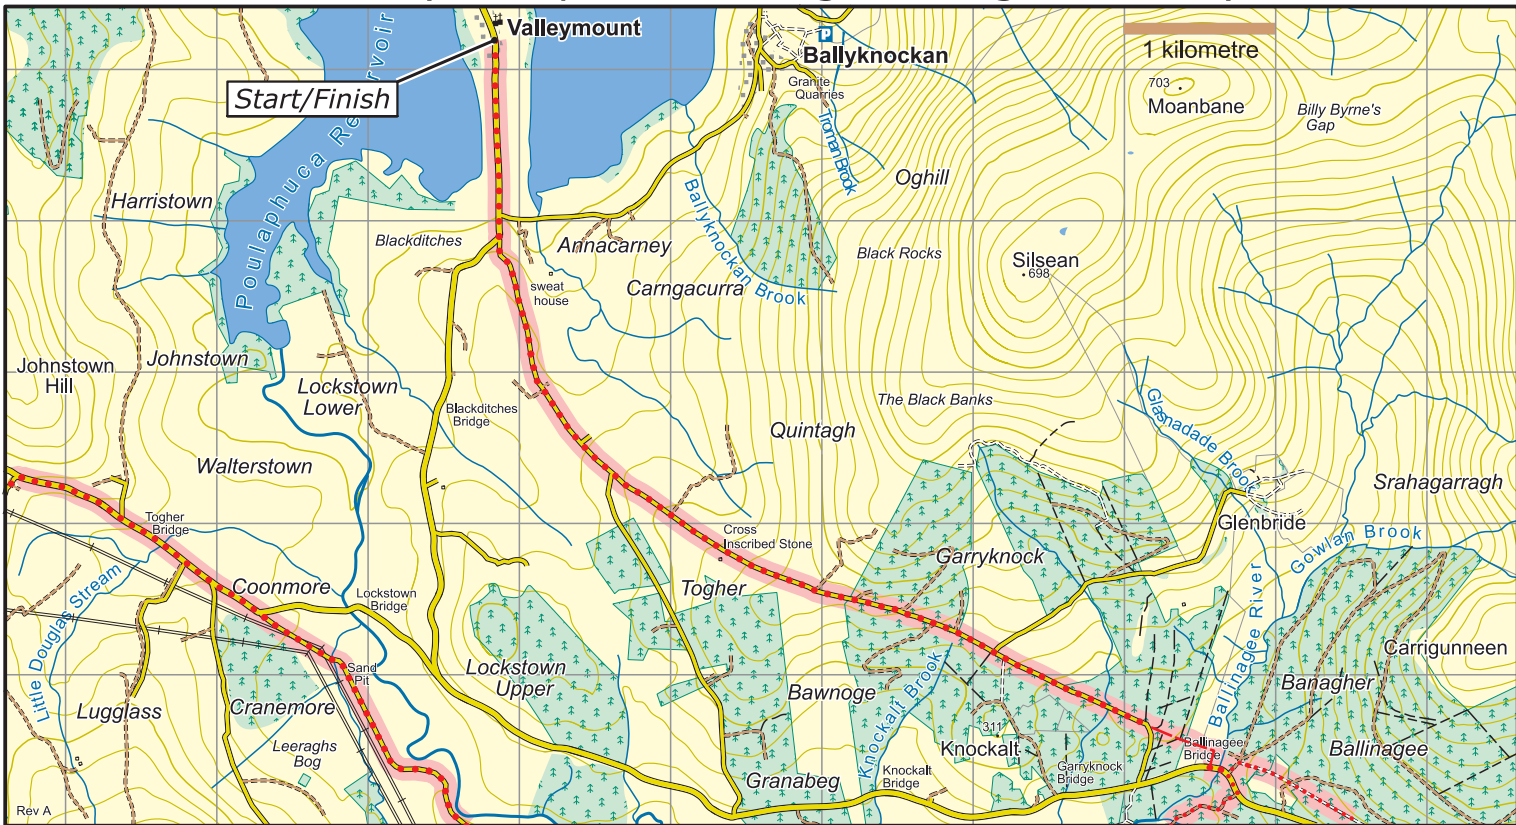 Valleymount
Ballyknockan
P
Granite
Quarries
1 kilometre
703
Moanbane
Billy Byrne's
Gap
Start/Finish
Poulaphuca Reservoir
Troman Brook
Oghill
Harristown
Blackditches
Annacarney
Ballyknockan Brook
Black Rocks
Silsean
698
sweat
house
Carngacurra
Johnstown
Hill
Johnstown
Lockstown
Lower
Blackditches
Bridge
The Black Banks
Glasnadade Brook
Quintagh
Walterstown
Srahagarragh
Togher
Bridge
Cross
Inscribed Stone
Glenbride
Gowlan Brook
Garryknock
Little Douglas Stream
Coonmore
Lockstown
Bridge
Togher
Ballinagee River
Carrigunneen
Sand
Pit
Lockstown
Upper
Bawnoge
Knockalt Brook
Banagher
Lugglass
Cranemore
Leeraghs
Bog
311
Knockalt
Ballinagee
Bridge
Ballinagee
Granabeg
Knockalt
Bridge
Garryknock
Bridge
Rev A